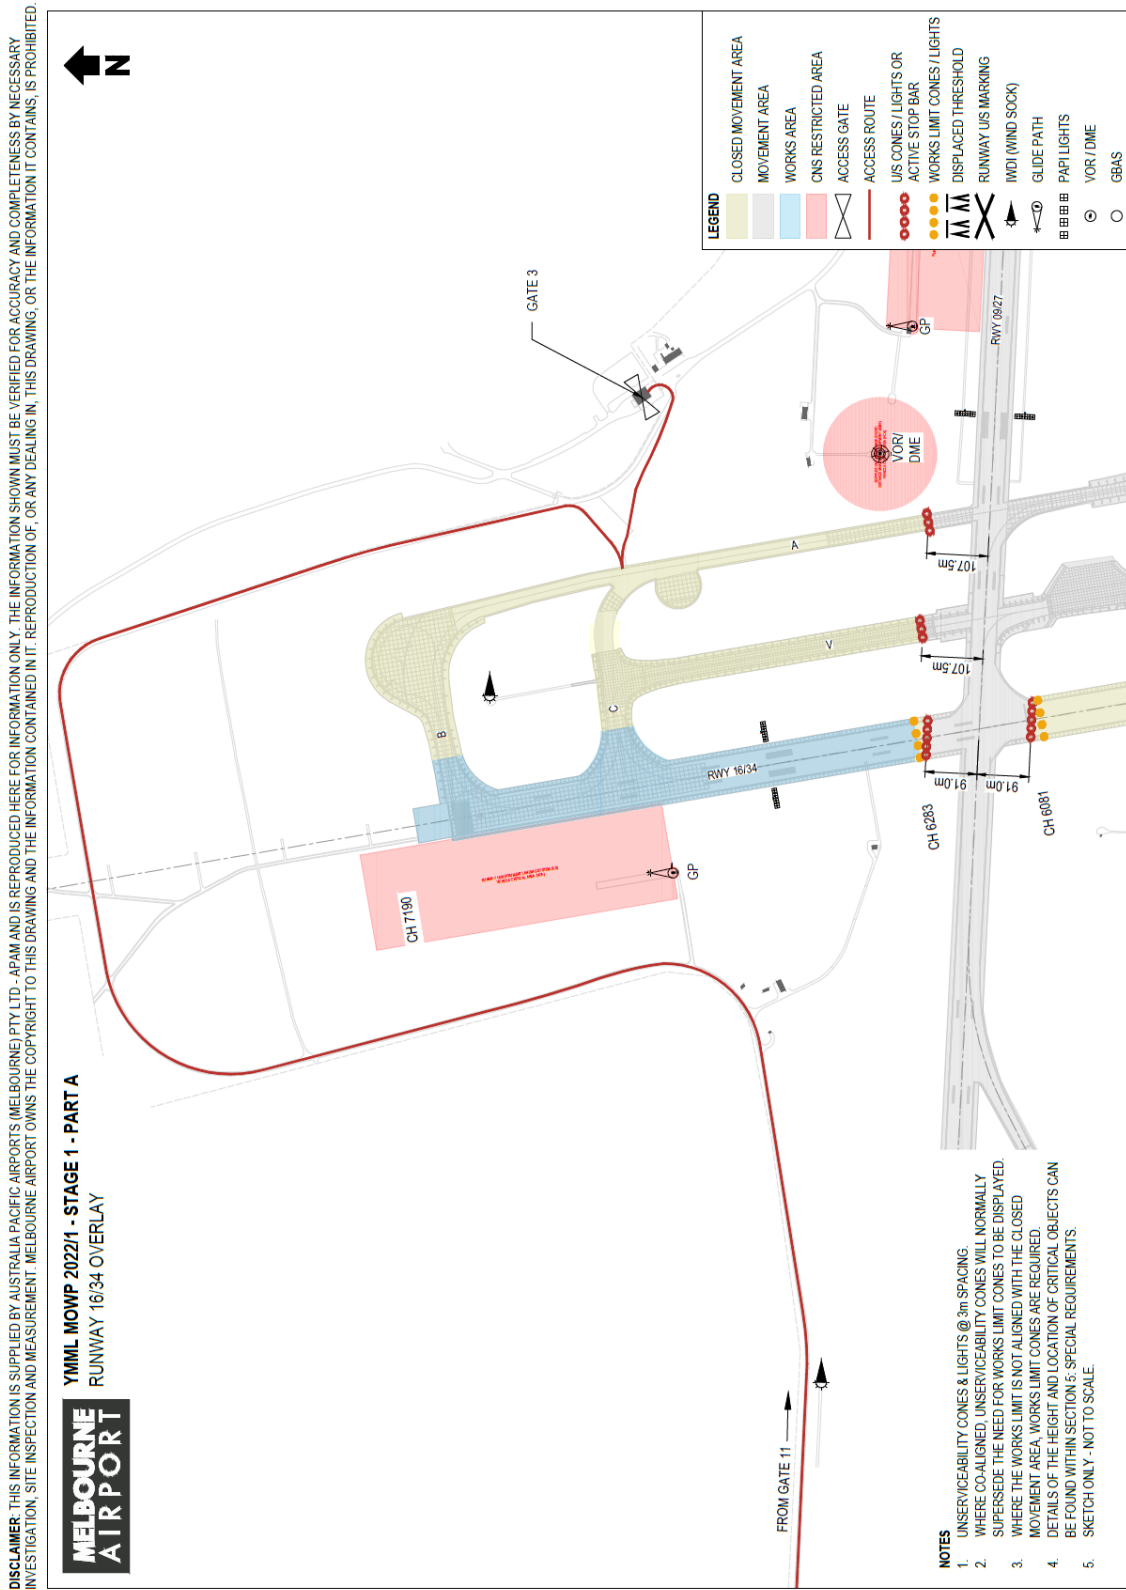 DISCLAIMER: THIS INFORMATION IS SUPPLIED BY AUSTRALIA PACIFIC AIRPORTS (MELBOURNE) PTY LTD - APAM AND IS REPRODUCED HERE FOR INFORMATION ONLY. THE INFORMATION SHOWN MUST BE VERIFIED FOR ACCURACY AND COMPLETENESS BY NECESSARY
INVESTIGATION, SITE INSPECTION AND MEASUREMENT. MELBOURNE AIRPORT OWNS THE COPYRIGHT TO THIS DRAWING AND THE INFORMATION CONTAINED IN IT. REPRODUCTION OF, OR ANY DEALING IN, THIS DRAWING, OR THE INFORMATION IT CONTAINS, IS PROHIBITED.
MELBOURNE
AIRPORT
YMML MOWP 2022/1 - STAGE 1 - PART A
RUNWAY 16/34 OVERLAY
N
GATE 3
CH 7190
GP
B
C
RWY 16/34
V
A
VOR/
DME
GP
RWY 09/27
107.5m
107.5m
91.0m
91.0m
CH 6283
CH 6081
FROM GATE 11
LEGEND
CLOSED MOVEMENT AREA
MOVEMENT AREA
WORKS AREA
CNS RESTRICTED AREA
ACCESS GATE
ACCESS ROUTE
U/S CONES / LIGHTS OR
ACTIVE STOP BAR
WORKS LIMIT CONES / LIGHTS
DISPLACED THRESHOLD
RUNWAY U/S MARKING
IWDI (WIND SOCK)
GLIDE PATH
PAPI LIGHTS
VOR / DME
GBAS
NOTES
1. UNSERVICEABILITY CONES & LIGHTS @ 3m SPACING.
2. WHERE CO-ALIGNED, UNSERVICEABILITY CONES WILL NORMALLY
SUPERSEDE THE NEED FOR WORKS LIMIT CONES TO BE DISPLAYED.
3. WHERE THE WORKS LIMIT IS NOT ALIGNED WITH THE CLOSED
MOVEMENT AREA, WORKS LIMIT CONES ARE REQUIRED.
4. DETAILS OF THE HEIGHT AND LOCATION OF CRITICAL OBJECTS CAN
BE FOUND WITHIN SECTION 5: SPECIAL REQUIREMENTS.
5. SKETCH ONLY - NOT TO SCALE.